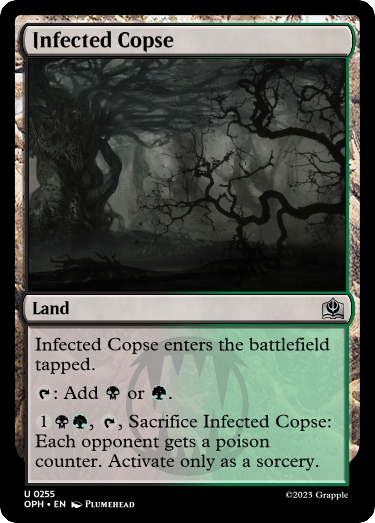 Infected Copse
Land
Infected Copse enters the battlefield
tapped.
: Add or .
1 , , Sacrifice Infected Copse:
Each opponent gets a poison
counter. Activate only as a sorcery.
U 0255
OPH • EN PLUMEHEAD
©2023 Grapple